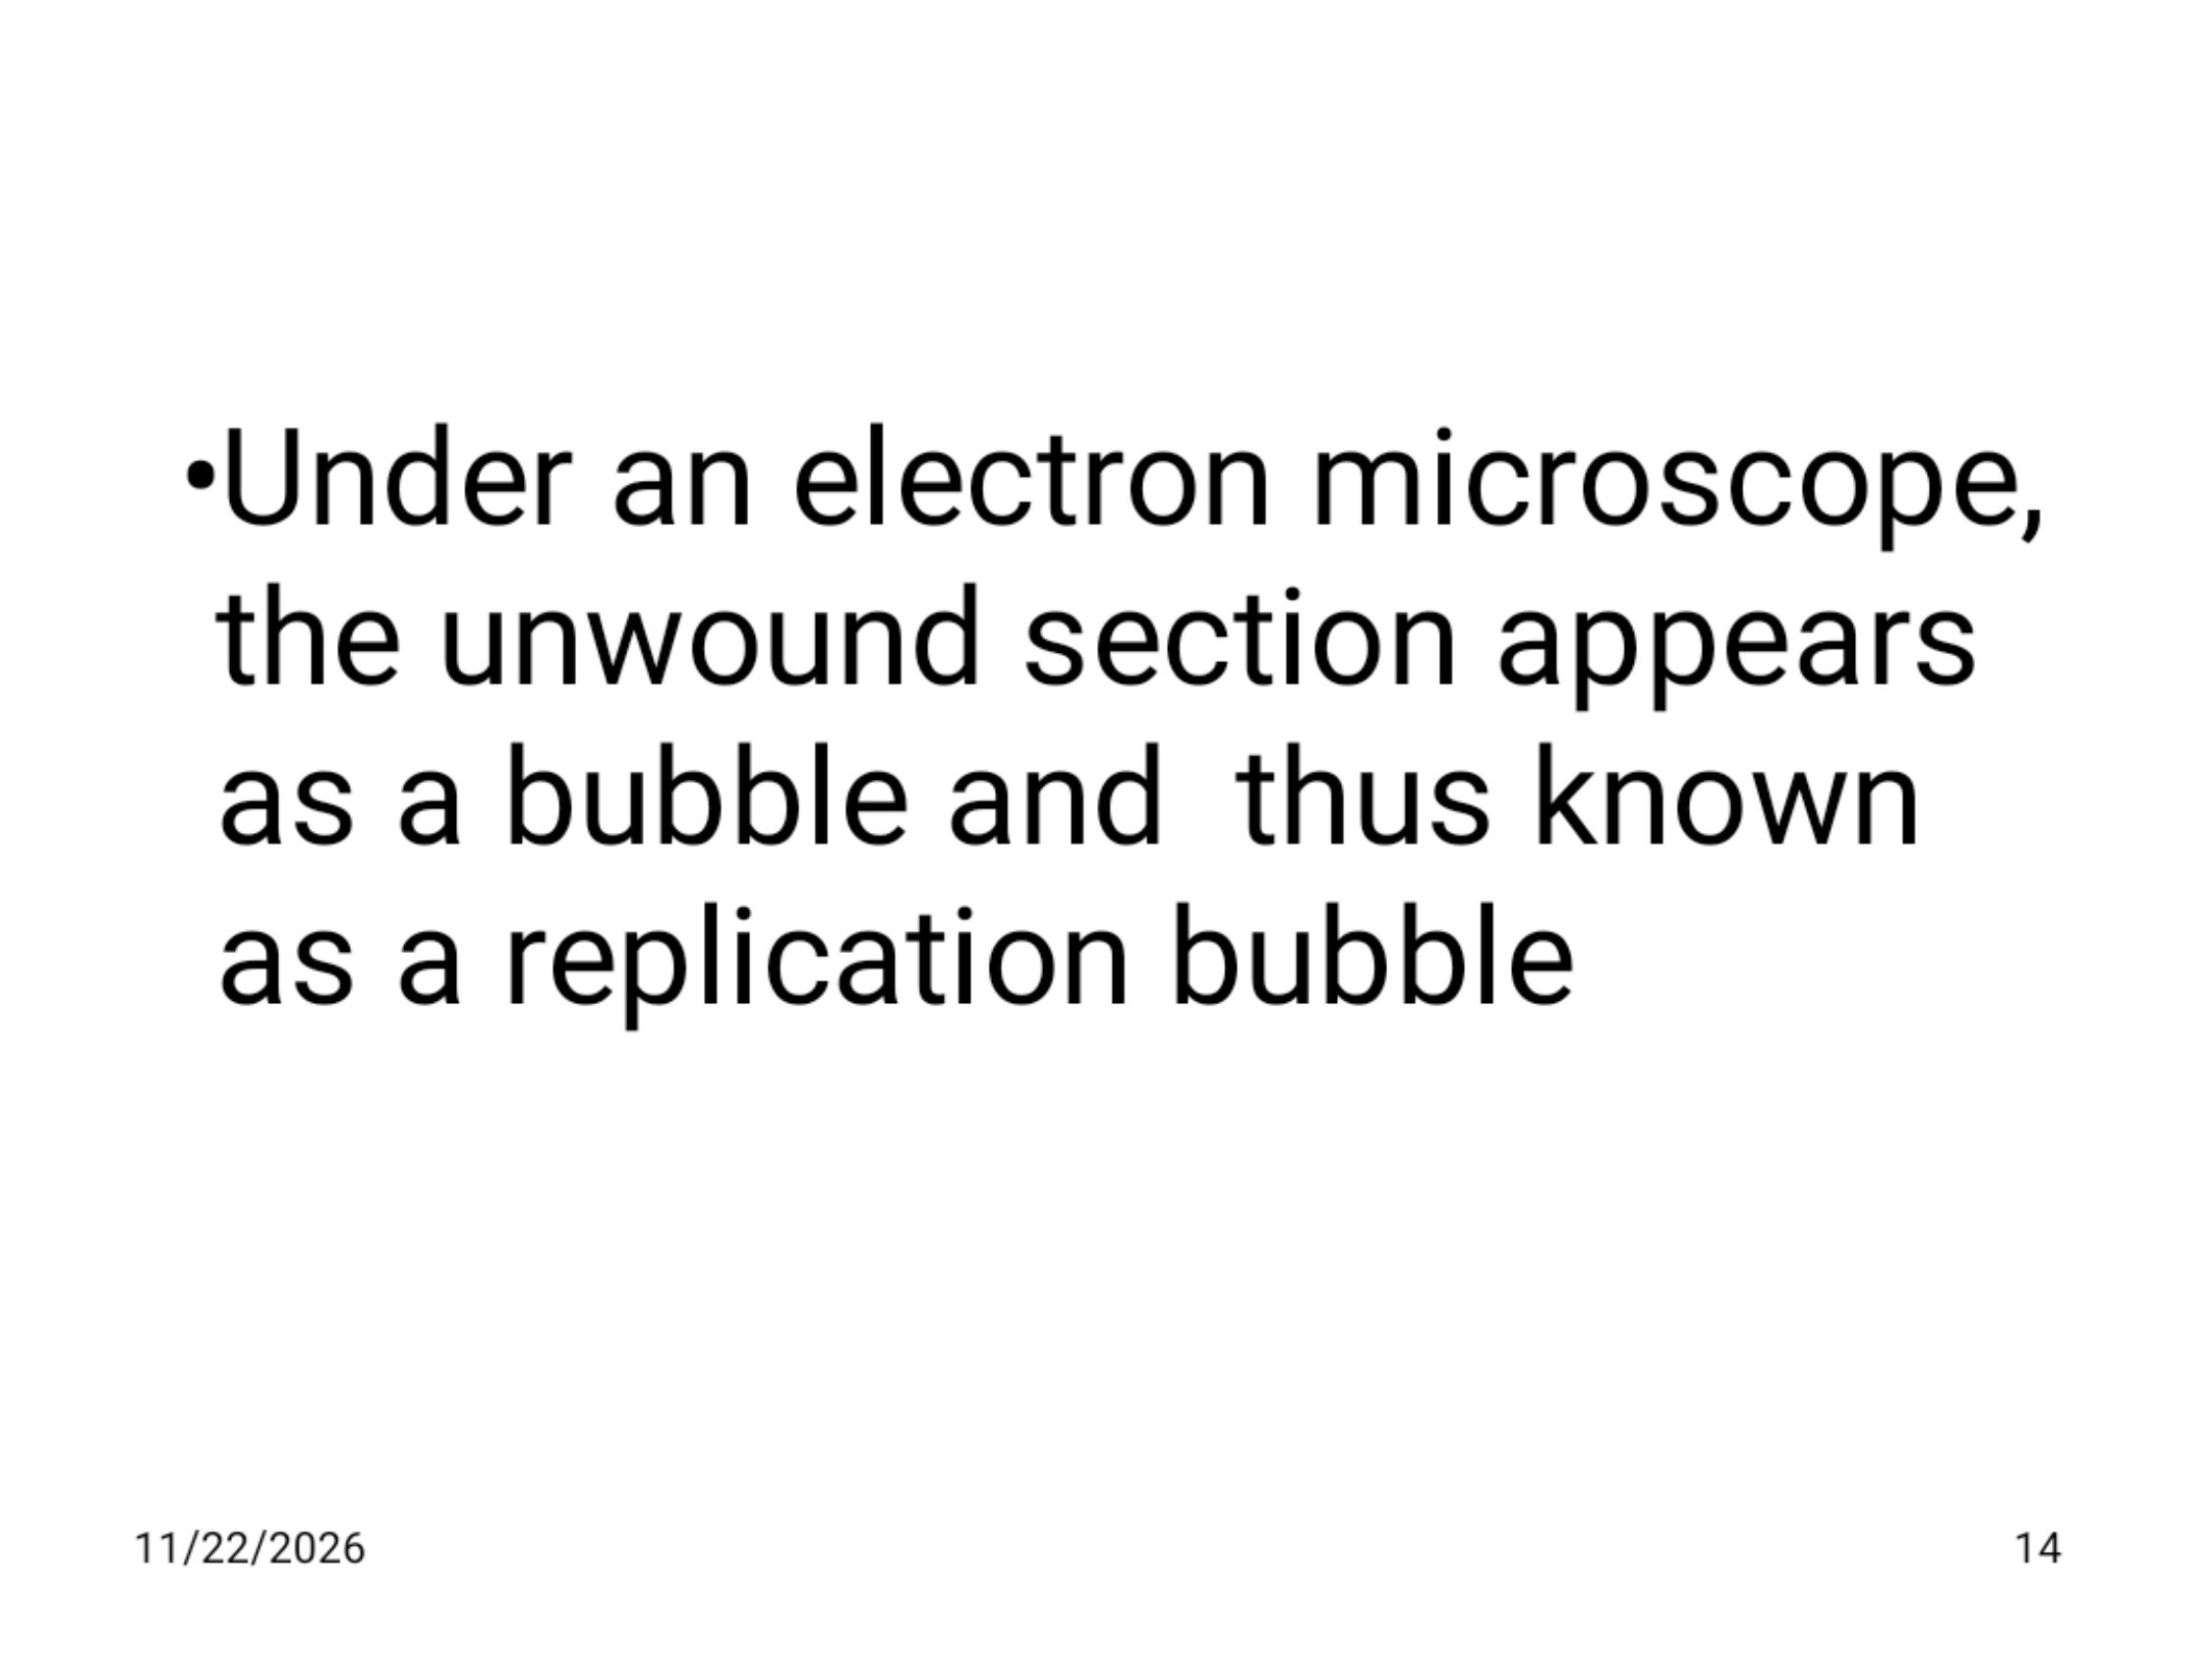 •Under an electron microscope,
the unwound section appears
as a bubble and  thus known
as a replication bubble
11/22/2026
14